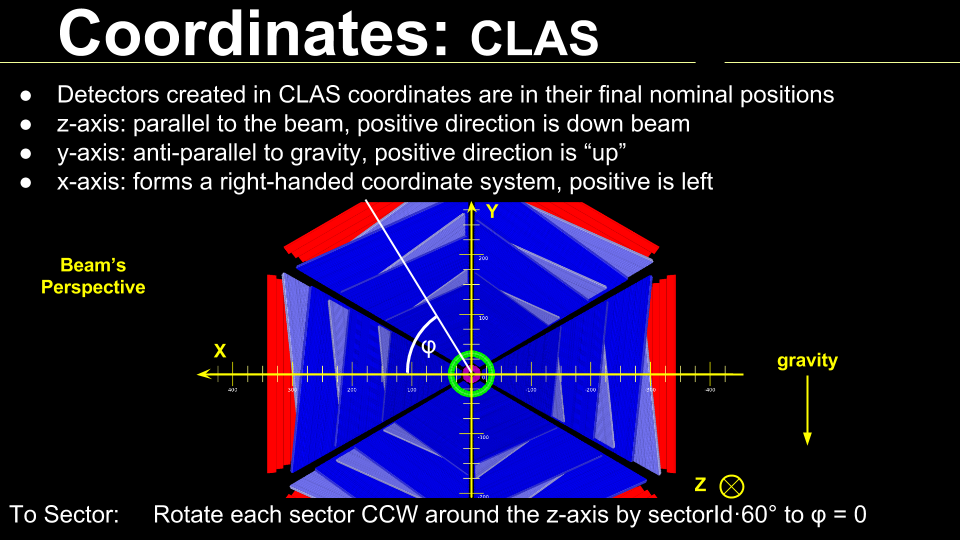 Coordinates: CLAS
● Detectors created in CLAS coordinates are in their final nominal positions
● z-axis: parallel to the beam, positive direction is down beam
● y-axis: anti-parallel to gravity, positive direction is “up”
● x-axis: forms a right-handed coordinate system, positive is left
Y
Beam’s
Perspective
200
100
φ
X
gravity
0
400 300 200 100 -100 -200 -300 -400
-100
Z
-200
To Sector: Rotate each sector CCW around the z-axis by sectorId·60° to φ = 0